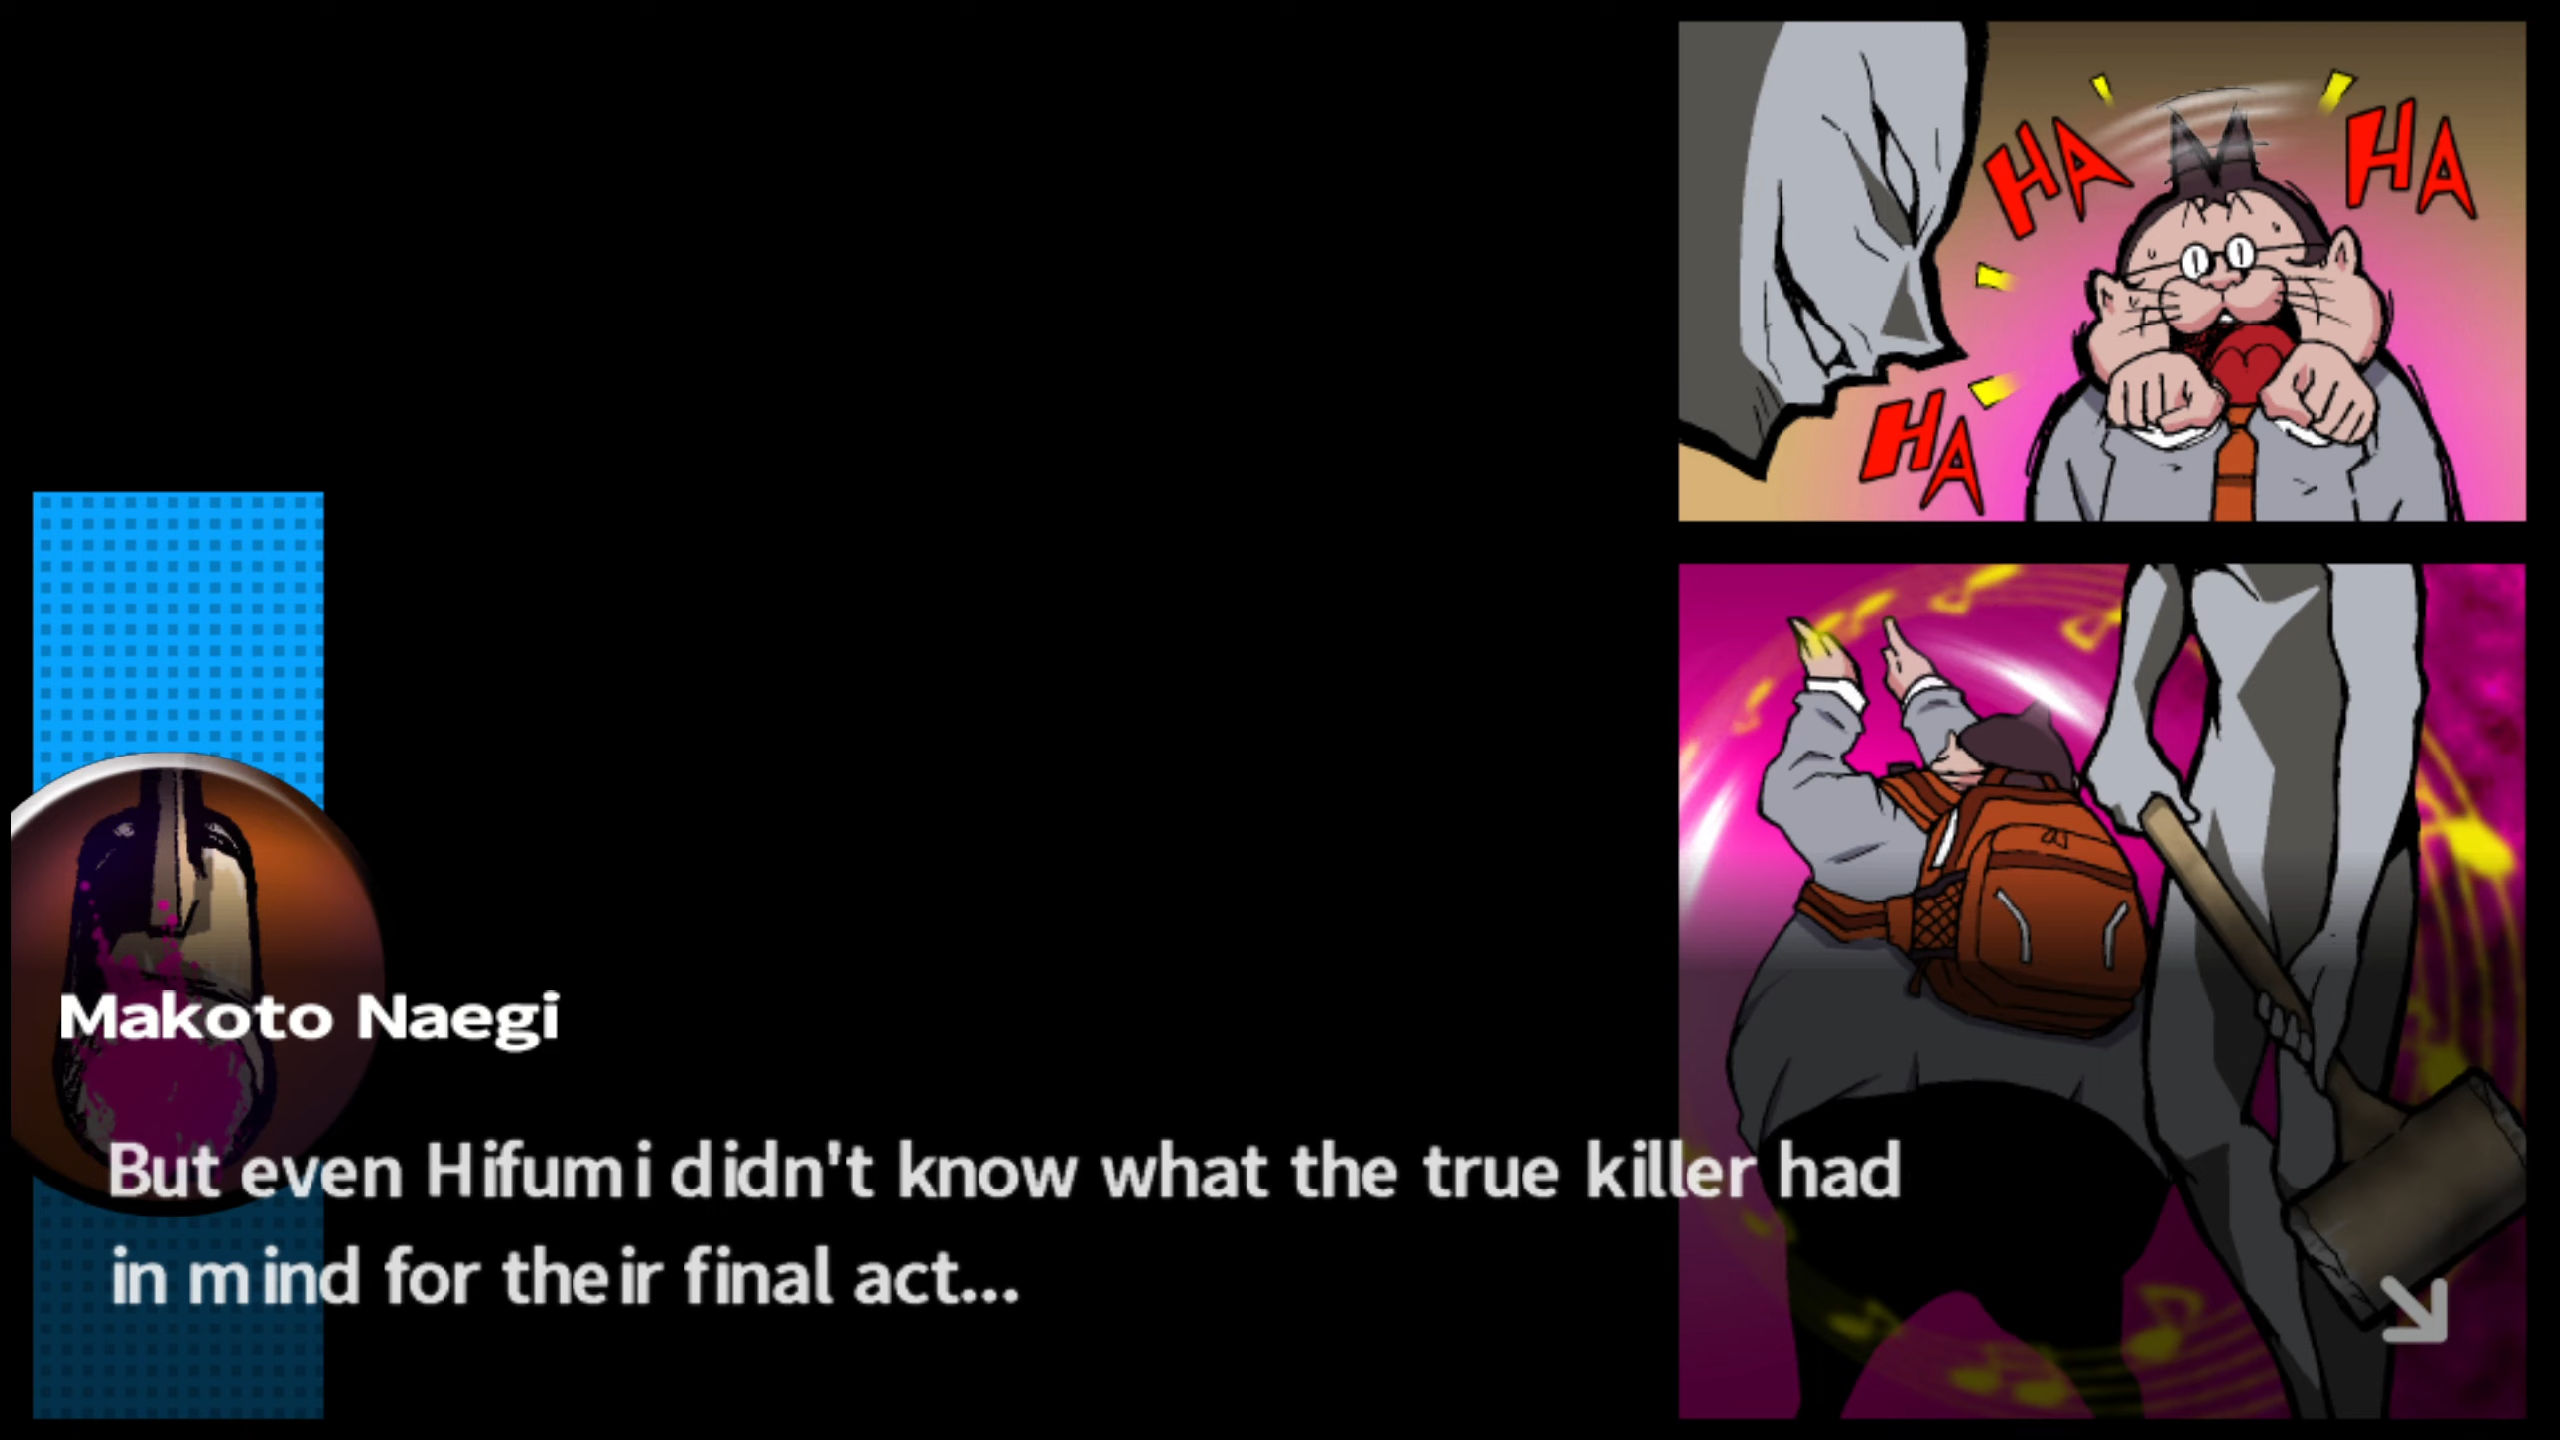 HA
HA
HA
Makoto Naegi
But even Hifumi didn't know what the true killer had
in mind for their final act...